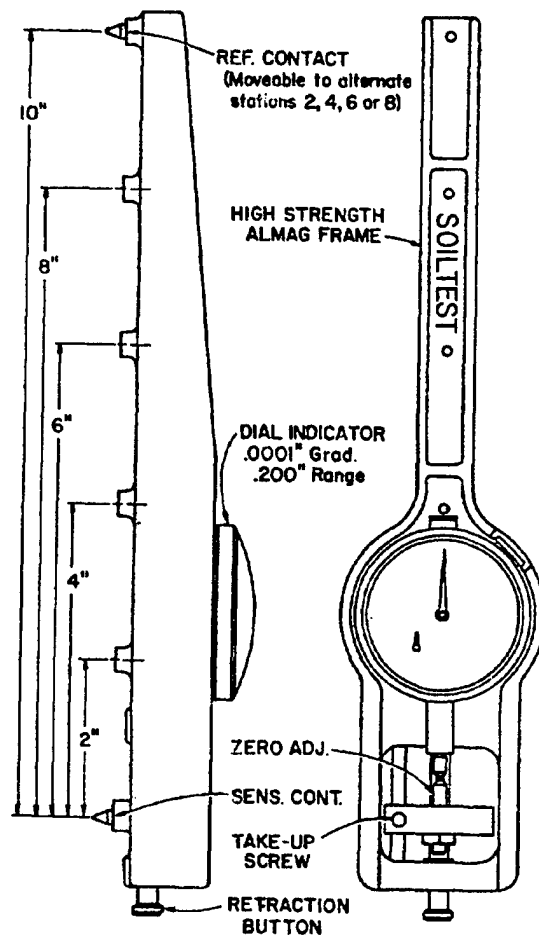 REF. CONTACT
(Moveable to alternate
stations 2, 4, 6 or 8)
10"
8"
HIGH STRENGTH
ALMAG FRAME
SOILTEST
6"
DIAL INDICATOR
.0001" Grad.
.200" Range
4"
2"
ZERO ADJ.
SENS. CONT.
TAKE-UP
SCREW
RETRACTION
BUTTON